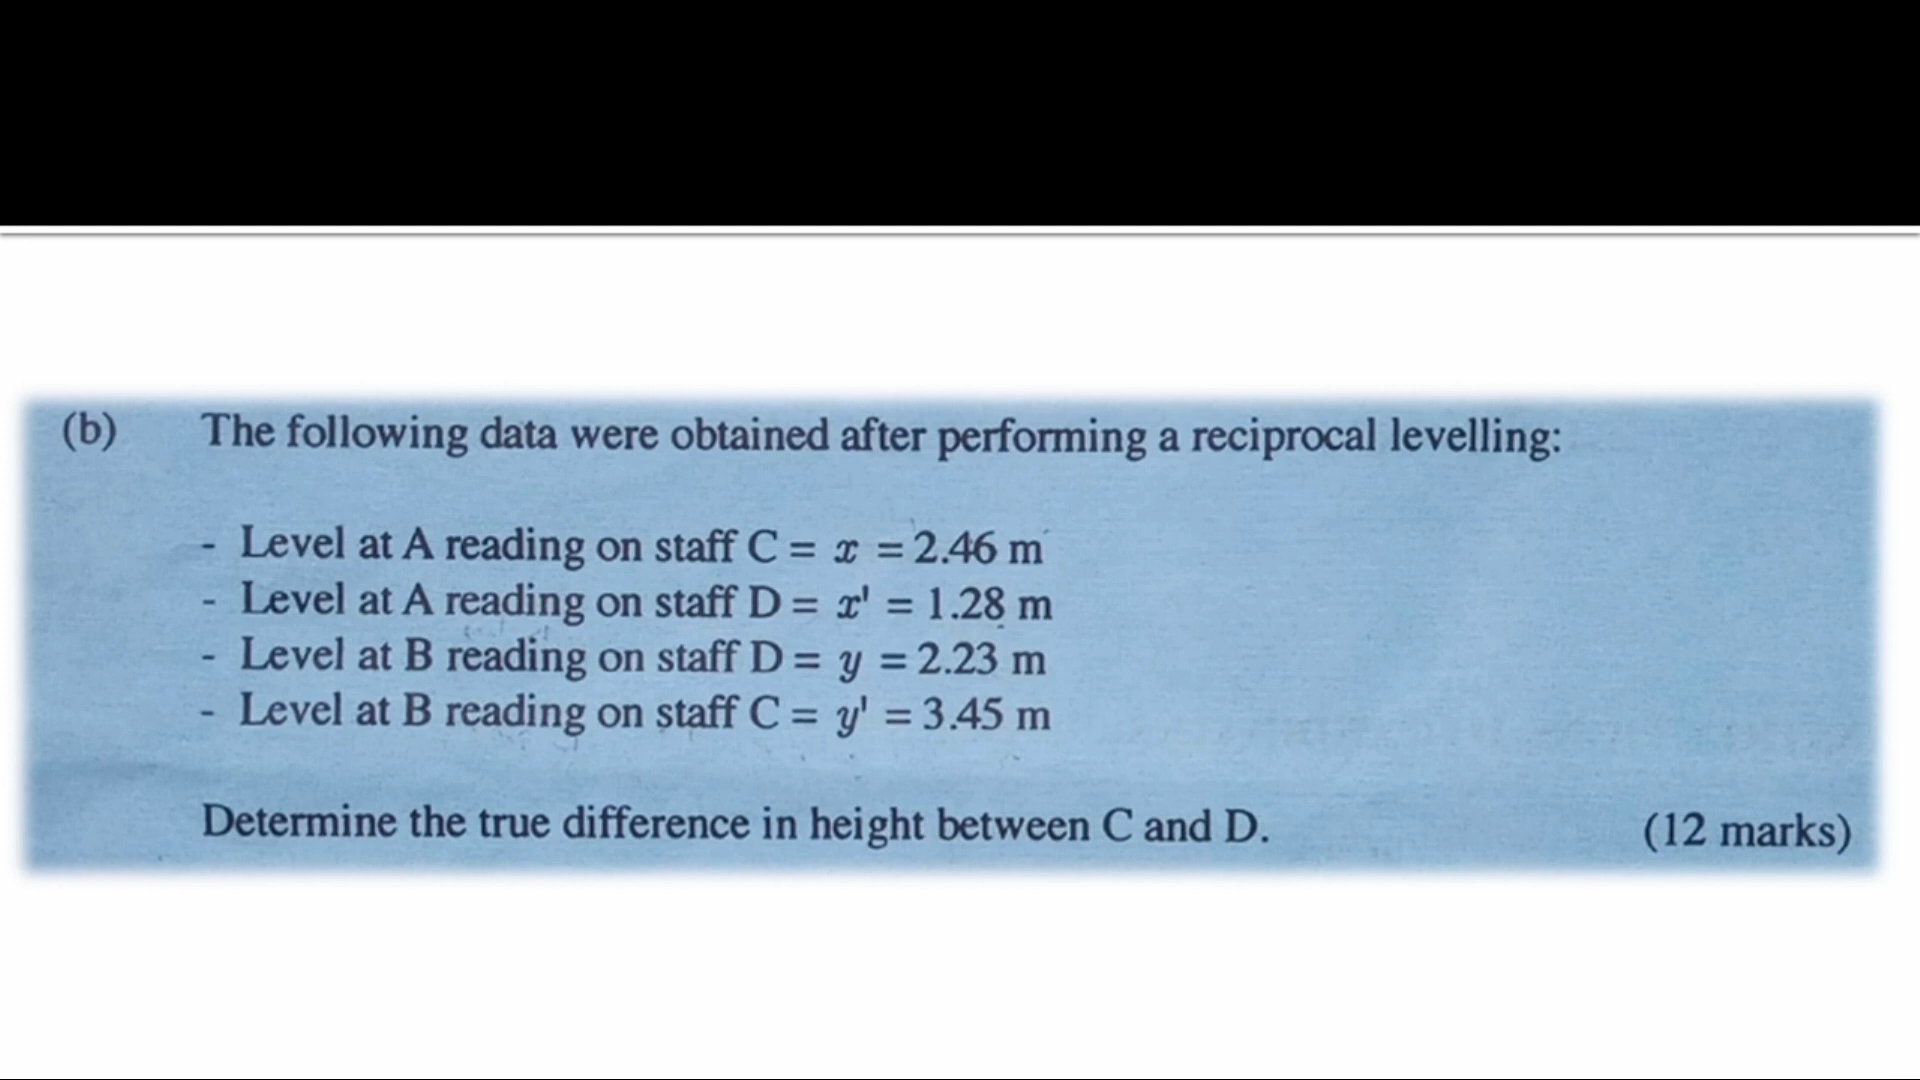 (b) The following data were obtained after performing a reciprocal levelling:
- Level at A reading on staff C = x = 2.46 m
- Level at A reading on staff D = x' = 1.28 m
- Level at B reading on staff D = y = 2.23 m
- Level at B reading on staff C = y' = 3.45 m
Determine the true difference in height between C and D. (12 marks)